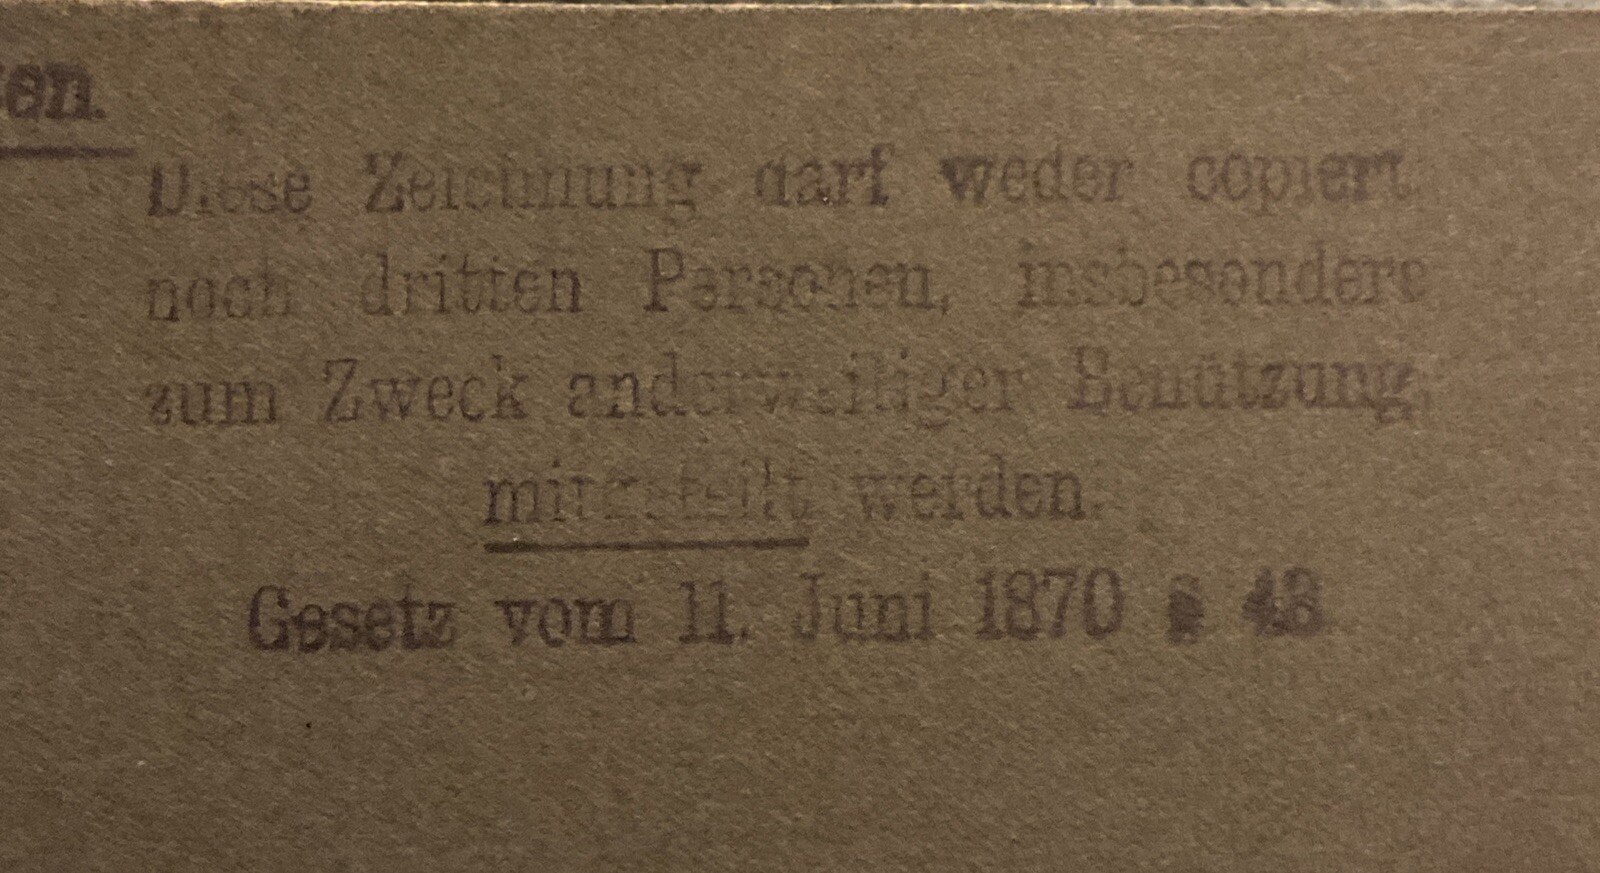 en.
Diese Zeichnung darf weder copiert
noch dritten Personen, insbesondere
zum Zweck anderweitiger Benützung,
mitgeteilt werden.
Gesetz vom 11. Juni 1870 § 43